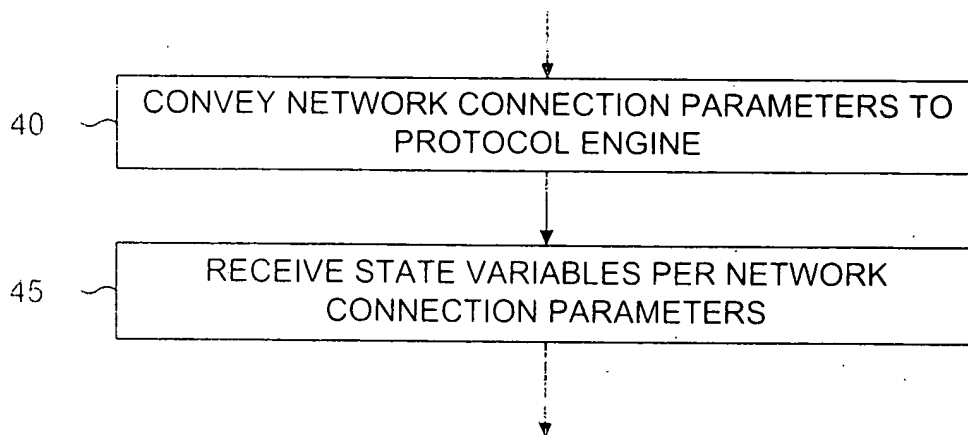 40
CONVEY NETWORK CONNECTION PARAMETERS TO
PROTOCOL ENGINE
45
RECEIVE STATE VARIABLES PER NETWORK
CONNECTION PARAMETERS